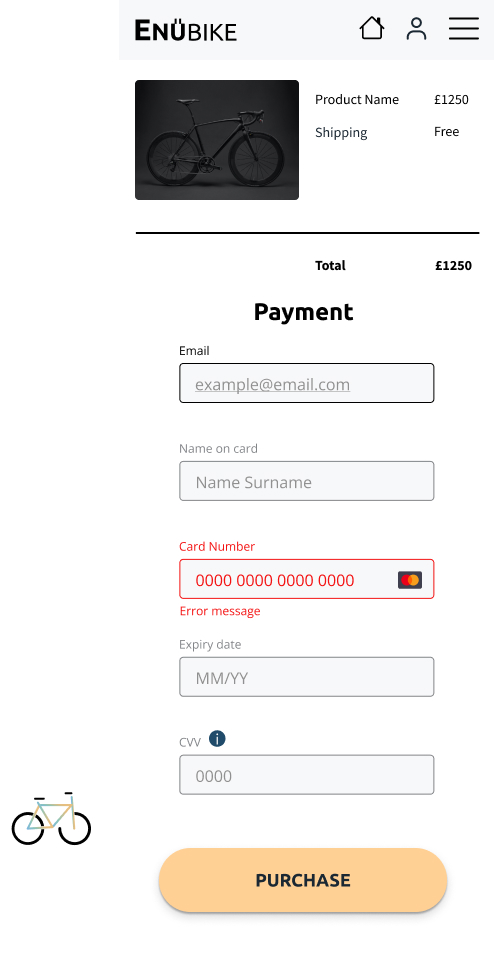 ENÜBIKE
Product Name £1250
Shipping Free
Total £1250
Payment
Email
example@email.com
Name on card
Name Surname
Card Number
0000 0000 0000 0000
Error message
Expiry date
MM/YY
CVV i
0000
PURCHASE